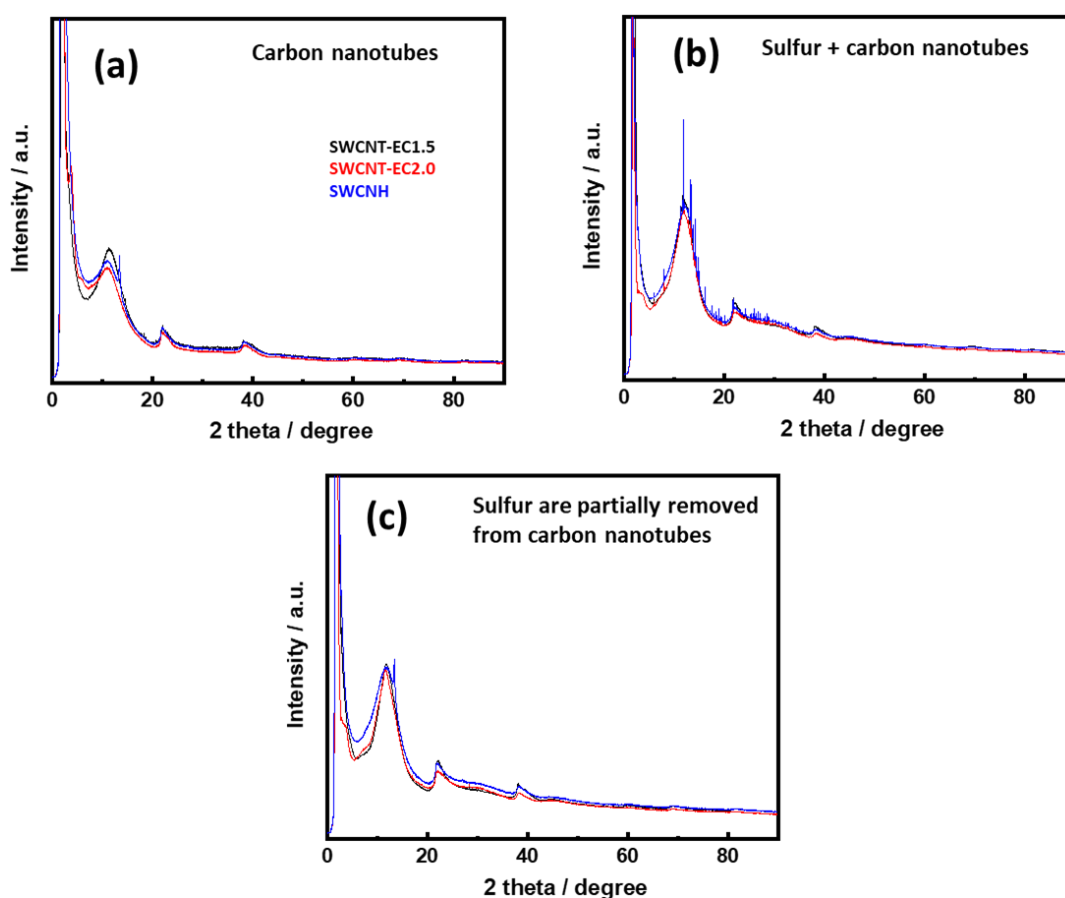 (a)
Carbon nanotubes
SWCNT-EC1.5
SWCNT-EC2.0
SWCNH
Intensity / a.u.
0 20 40 60 80
2 theta / degree
(b)
Sulfur + carbon nanotubes
Intensity / a.u.
0 20 40 60 80
2 theta / degree
(c)
Sulfur are partially removed
from carbon nanotubes
Intensity / a.u.
0 20 40 60 80
2 theta / degree